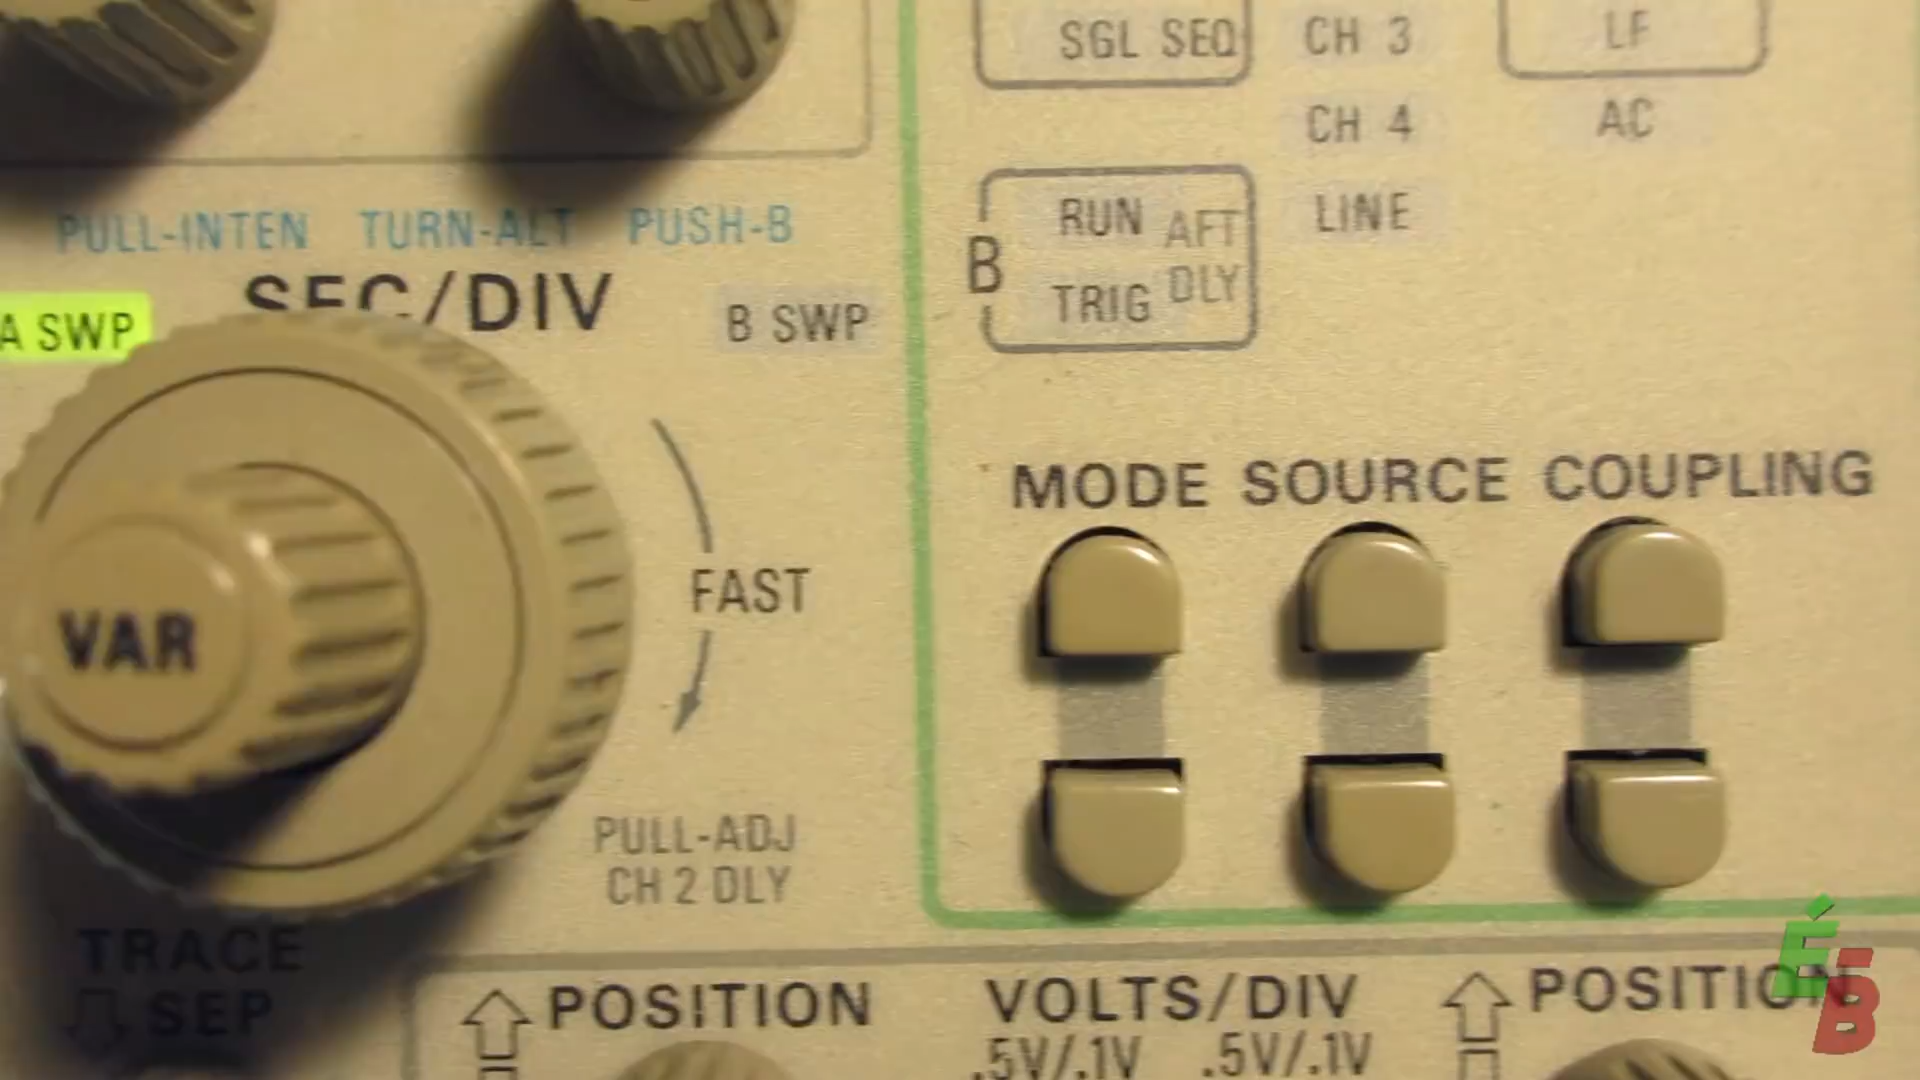 SGL SEQ
CH 3
LF
CH 4
AC
RUN
AFT
LINE
B
TRIG
DLY
PULL-INTEN TURN-ALT PUSH-B
SEC/DIV
A SWP
B SWP
MODE SOURCE COUPLING
FAST
VAR
PULL-ADJ
CH 2 DLY
TRACE
SEP
POSITION
VOLTS/DIV
POSITION
.5V/.1V .5V/.1V
ÉB